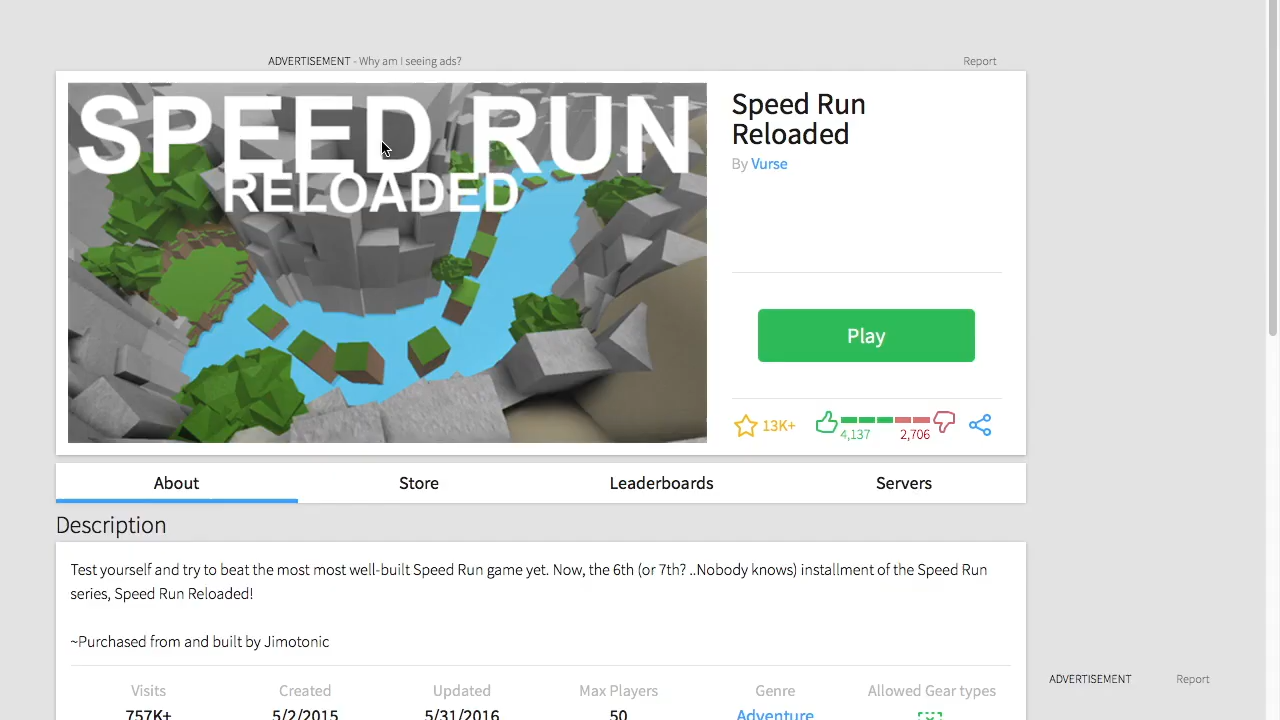 ADVERTISEMENT - Why am I seeing ads?
Report
SPEED RUN
RELOADED
Speed Run
Reloaded
By Vurse
Play
13K+
4,137
2,706
About
Store
Leaderboards
Servers
Description
Test yourself and try to beat the most most well-built Speed Run game yet. Now, the 6th (or 7th? ..Nobody knows) installment of the Speed Run
series, Speed Run Reloaded!
~Purchased from and built by Jimotonic
ADVERTISEMENT
Report
Visits
Created
Updated
Max Players
Genre
Allowed Gear types
757K+
5/2/2015
5/31/2016
50
Adventure